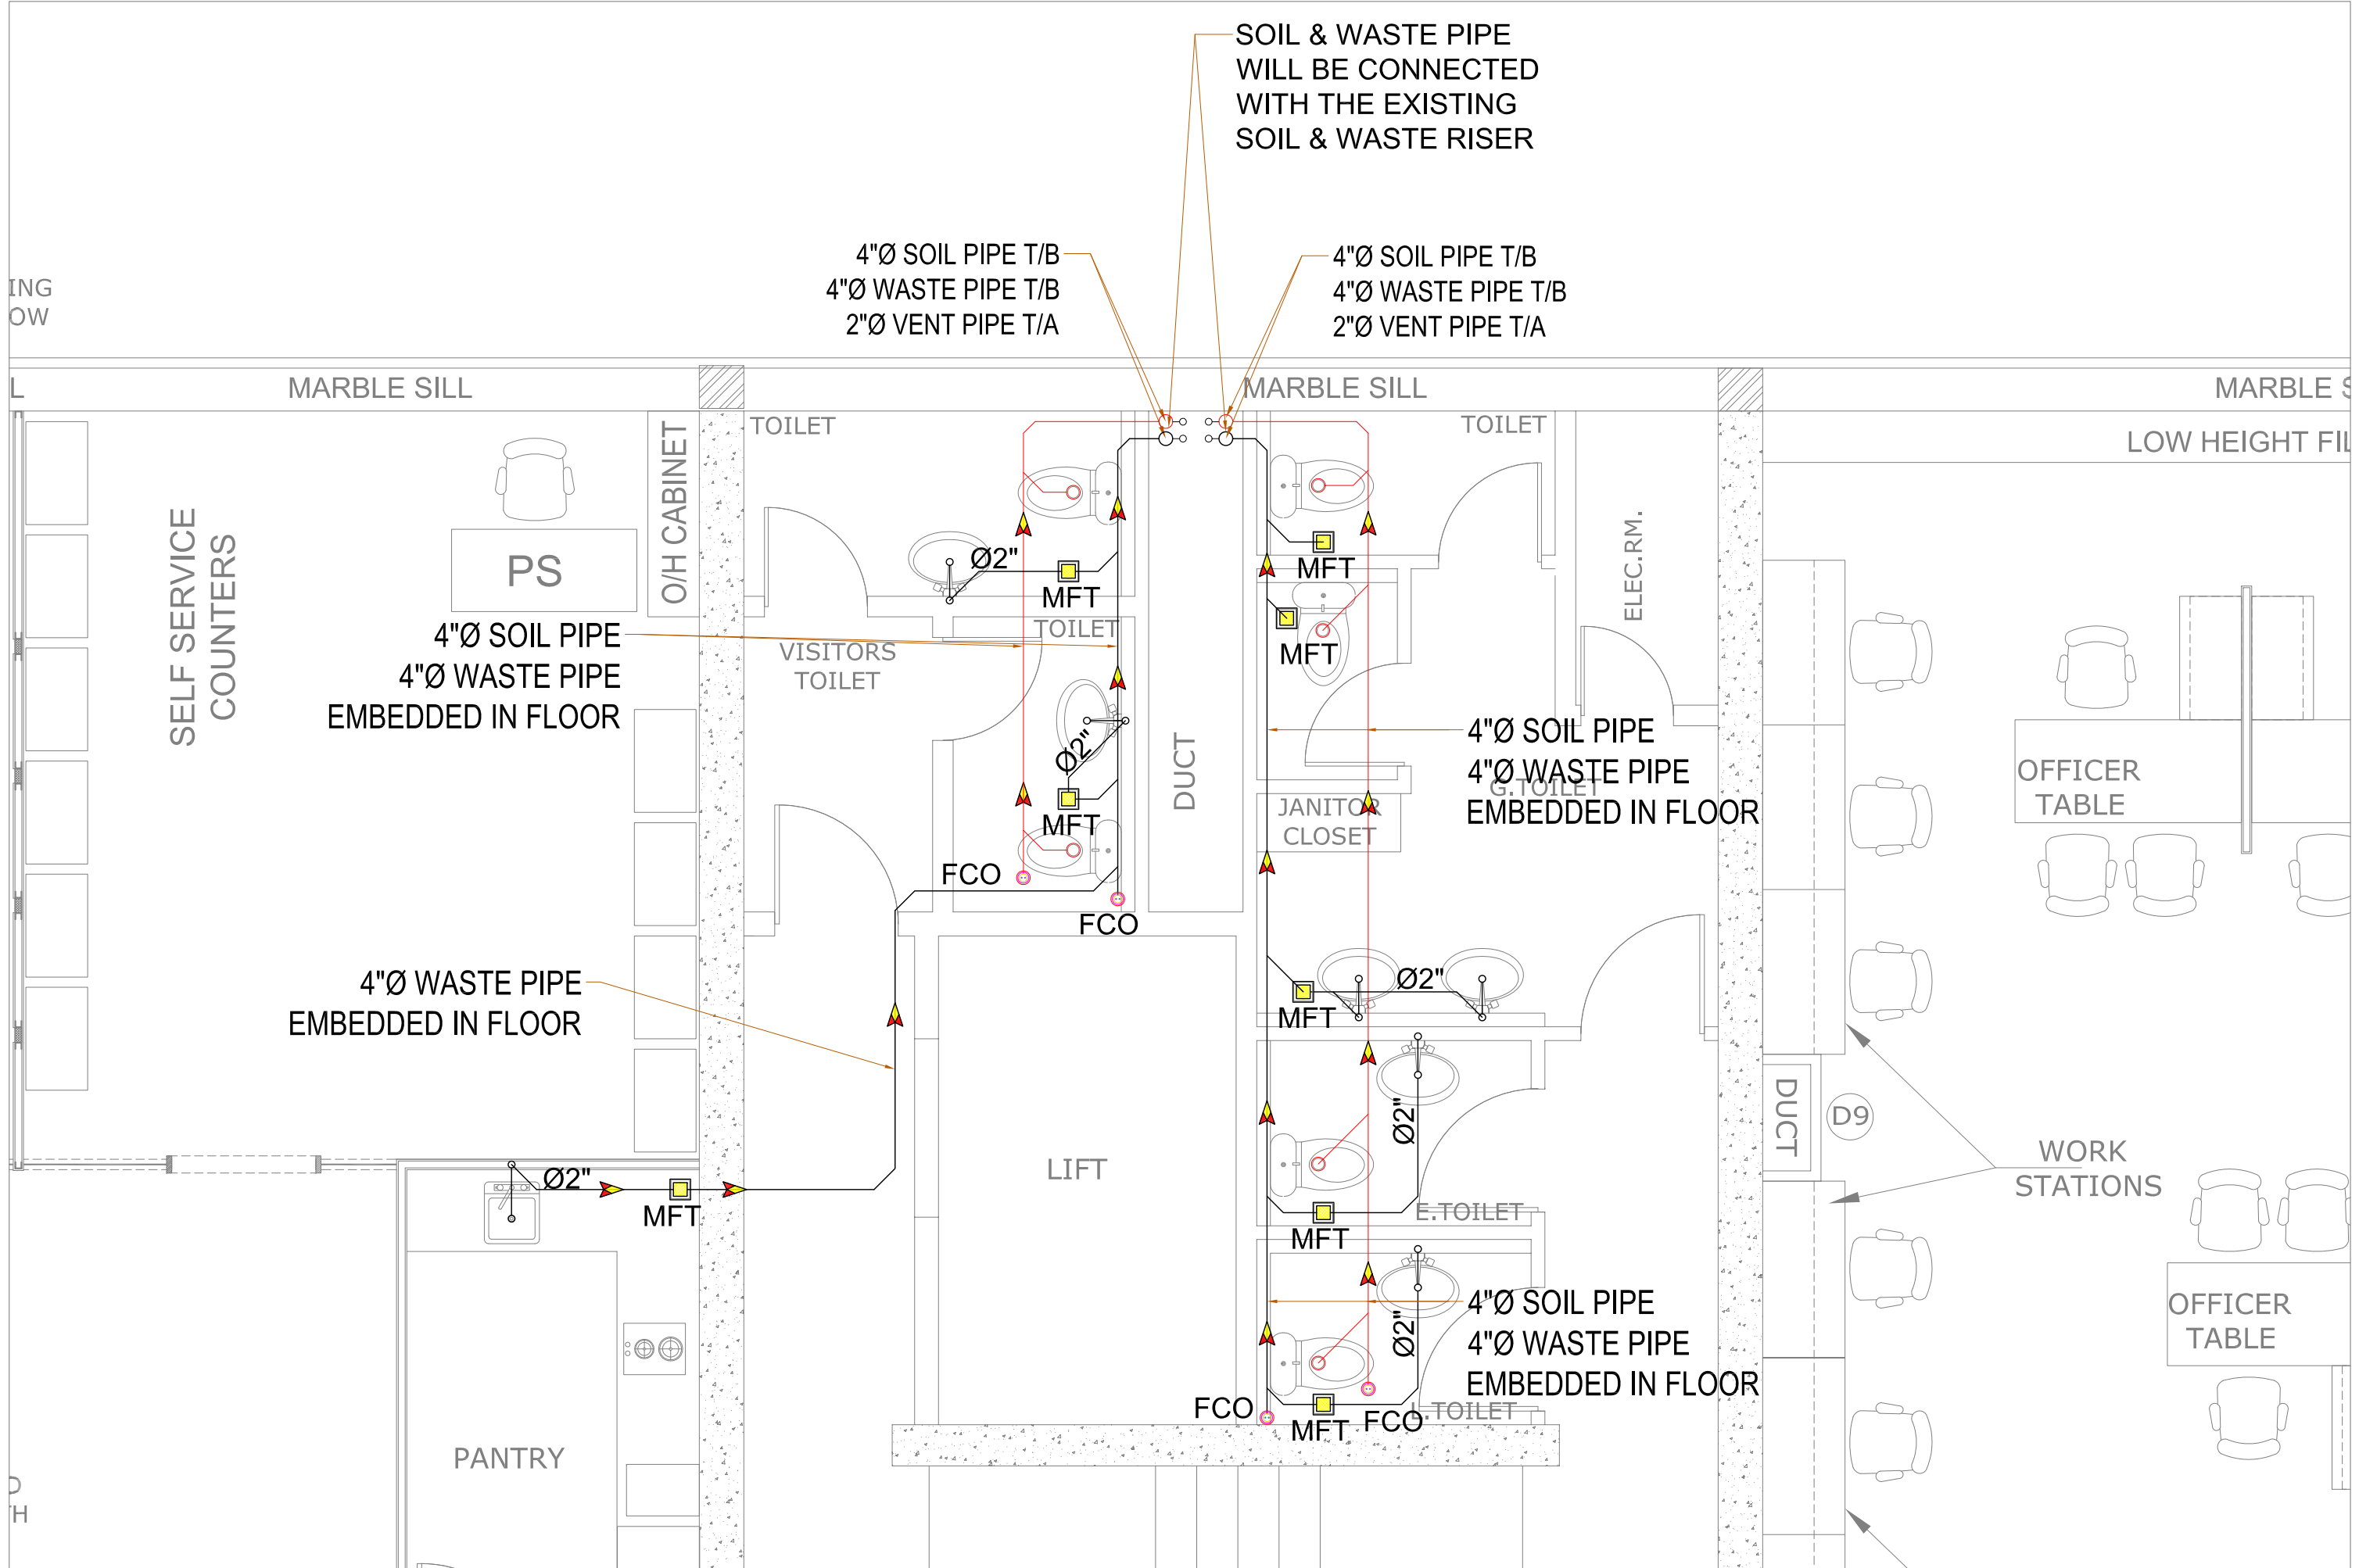 SOIL & WASTE PIPE
WILL BE CONNECTED
WITH THE EXISTING
SOIL & WASTE RISER
4"Ø SOIL PIPE T/B
4"Ø WASTE PIPE T/B
2"Ø VENT PIPE T/A
4"Ø SOIL PIPE T/B
4"Ø WASTE PIPE T/B
2"Ø VENT PIPE T/A
ING
OW
L
MARBLE SILL
MARBLE SILL
MARBLE S
TOILET
TOILET
LOW HEIGHT FIL
O/H CABINET
SELF SERVICE
COUNTERS
PS
Ø2"
MFT
MFT
ELEC.RM.
TOILET
4"Ø SOIL PIPE
4"Ø WASTE PIPE
EMBEDDED IN FLOOR
VISITORS
TOILET
MFT
Ø2"
DUCT
4"Ø SOIL PIPE
4"Ø WASTE PIPE
G.TOILET
EMBEDDED IN FLOOR
OFFICER
TABLE
MFT
JANITOR
CLOSET
FCO
FCO
4"Ø WASTE PIPE
EMBEDDED IN FLOOR
Ø2"
MFT
DUCT
D9
Ø2"
WORK
STATIONS
LIFT
Ø2"
MFT
E.TOILET
MFT
4"Ø SOIL PIPE
4"Ø WASTE PIPE
EMBEDDED IN FLOOR
Ø2"
OFFICER
TABLE
FCO
MFT
FCO
L.TOILET
PANTRY
D
TH